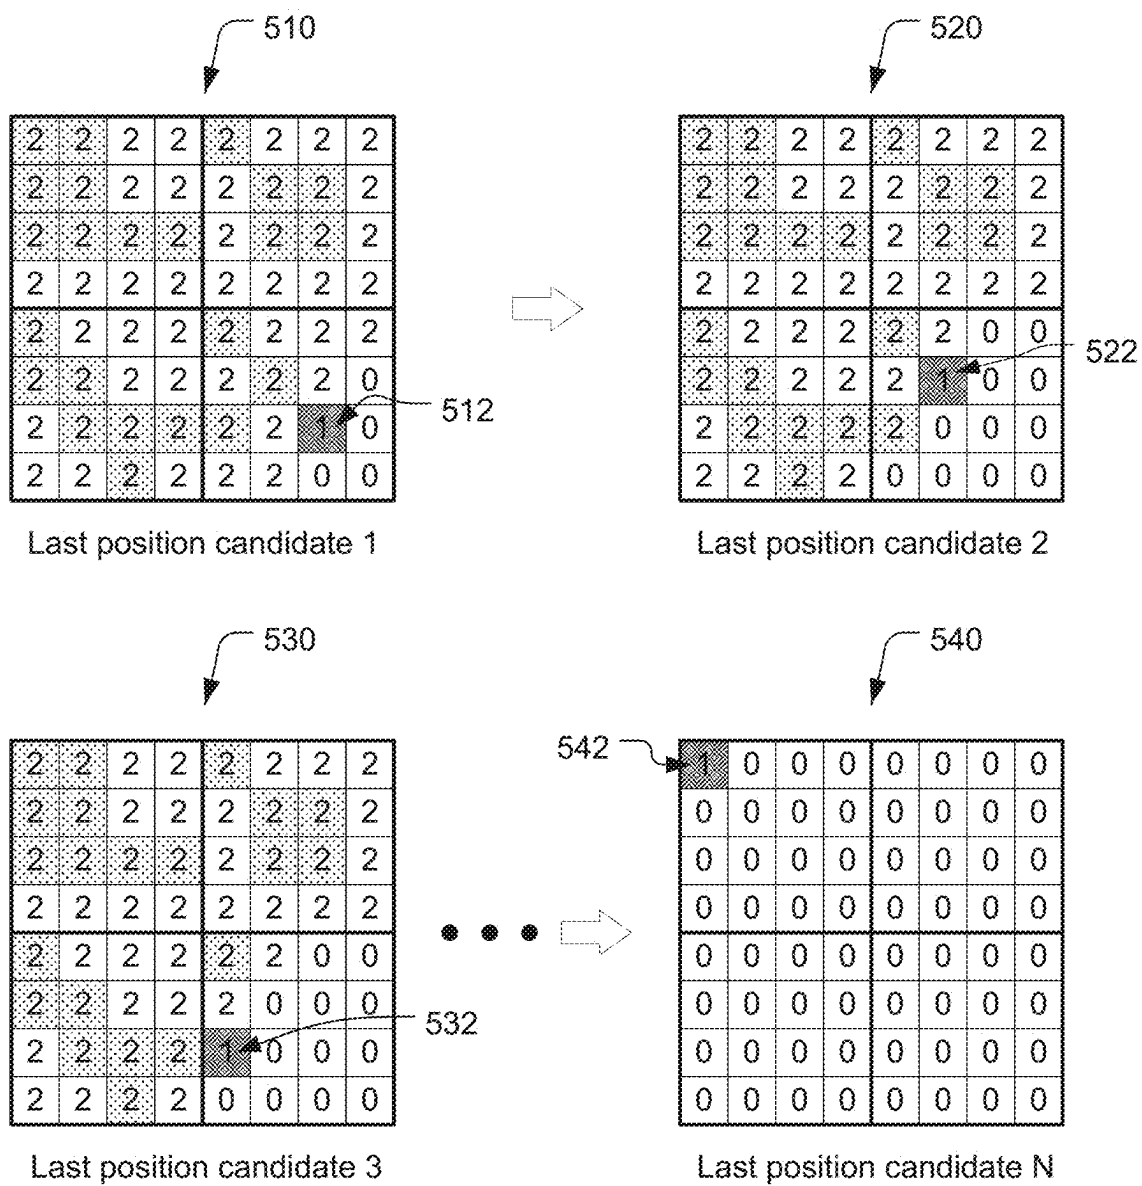 510
520
2 2 2 2 2 2 2 2
2 2 2 2 2 2 2 2
2 2 2 2 2 2 2 2
2 2 2 2 2 2 2 2
2 2 2 2 2 2 2 2
2 2 2 2 2 2 2 0
2 2 2 2 2 2 1 0
2 2 2 2 2 2 0 0
512
Last position candidate 1
2 2 2 2 2 2 2 2
2 2 2 2 2 2 2 2
2 2 2 2 2 2 2 2
2 2 2 2 2 2 2 2
2 2 2 2 2 2 0 0
2 2 2 2 2 1 0 0
2 2 2 2 2 0 0 0
2 2 2 2 0 0 0 0
522
Last position candidate 2
530
540
2 2 2 2 2 2 2 2
2 2 2 2 2 2 2 2
2 2 2 2 2 2 2 2
2 2 2 2 2 2 2 2
2 2 2 2 2 2 0 0
2 2 2 2 2 0 0 0
2 2 2 2 1 0 0 0
2 2 2 2 0 0 0 0
532
Last position candidate 3
542
1 0 0 0 0 0 0 0
0 0 0 0 0 0 0 0
0 0 0 0 0 0 0 0
0 0 0 0 0 0 0 0
0 0 0 0 0 0 0 0
0 0 0 0 0 0 0 0
0 0 0 0 0 0 0 0
0 0 0 0 0 0 0 0
Last position candidate N